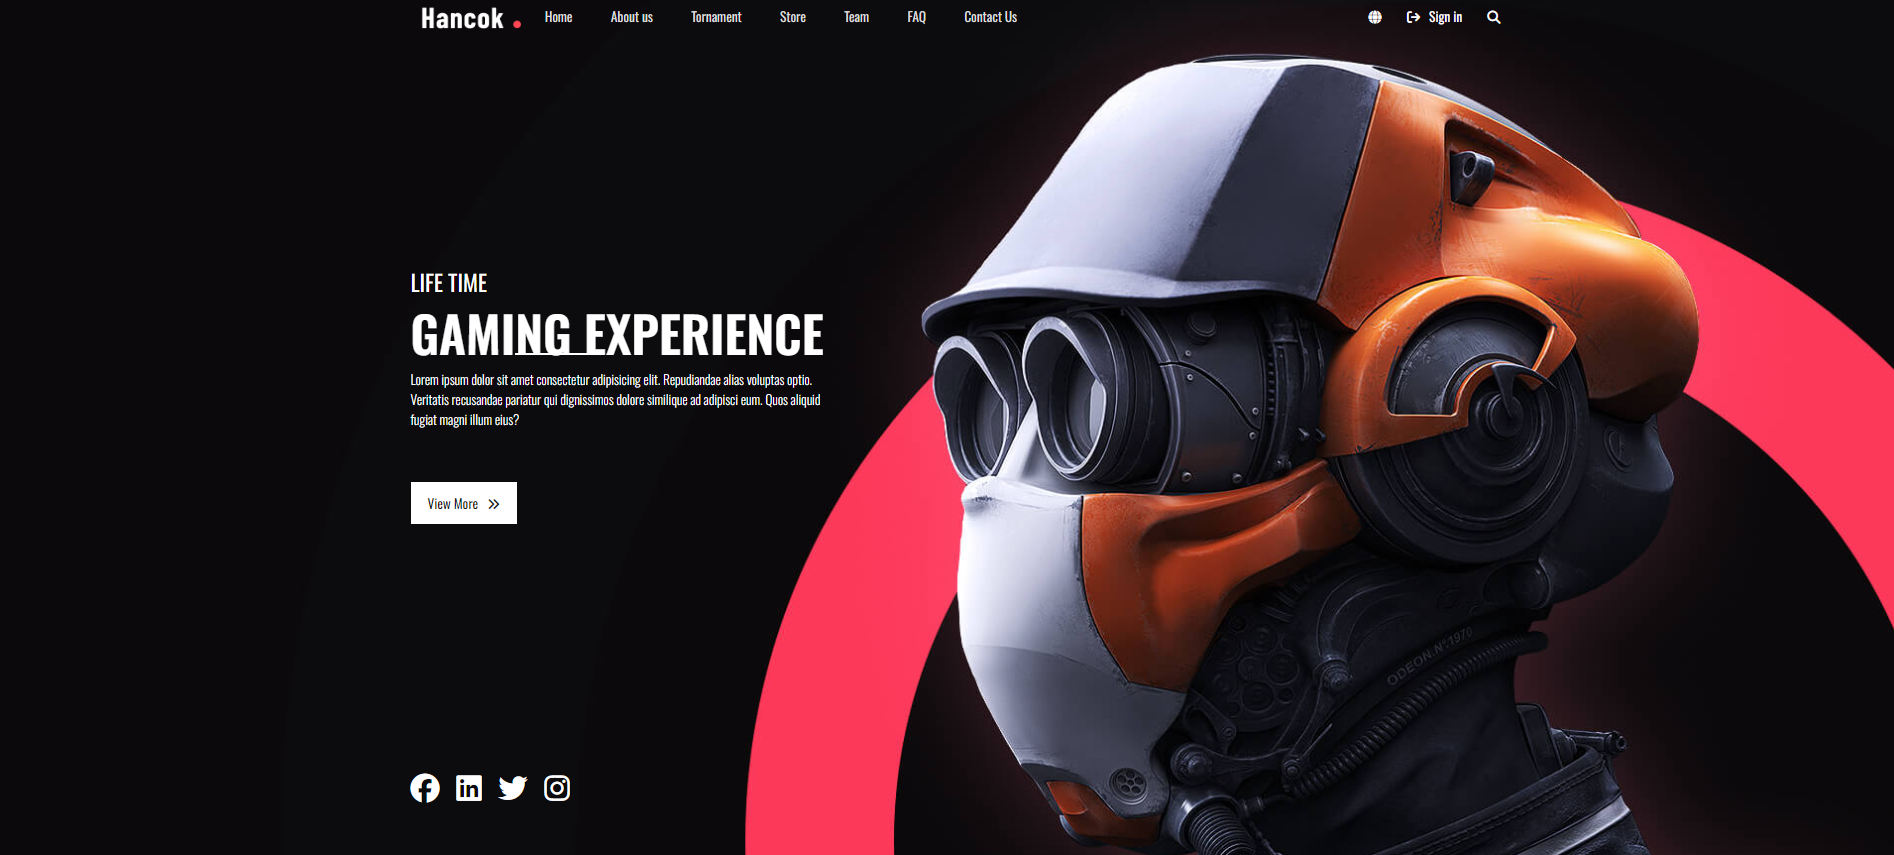 Hancok
Home About us Tornament Store Team FAQ Contact Us
Sign in
LIFE TIME
GAMING EXPERIENCE
Lorem ipsum dolor sit amet consectetur adipisicing elit. Repudiandae alias voluptas optio.
Veritatis recusandae pariatur qui dignissimos dolore similique ad adipisci eum. Quos aliquid
fugiat magni illum eius?
View More
ODEON.Nº.1970